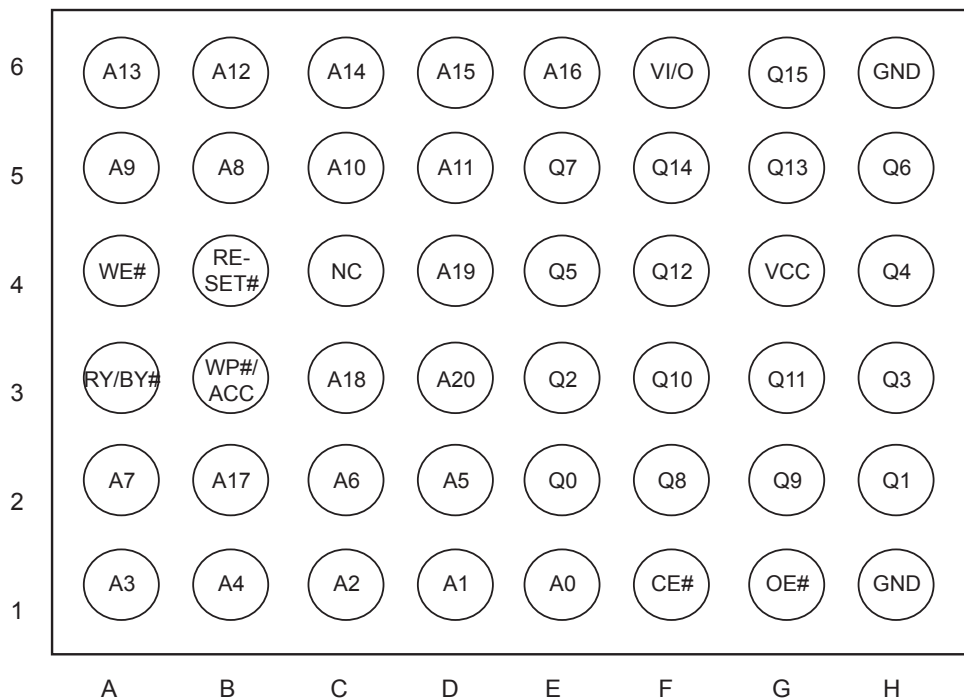 6 A13 A12 A14 A15 A16 VI/O Q15 GND
5 A9 A8 A10 A11 Q7 Q14 Q13 Q6
4 WE# RE-
SET# NC A19 Q5 Q12 VCC Q4
3 RY/BY# WP#/
ACC A18 A20 Q2 Q10 Q11 Q3
2 A7 A17 A6 A5 Q0 Q8 Q9 Q1
1 A3 A4 A2 A1 A0 CE# OE# GND
A B C D E F G H